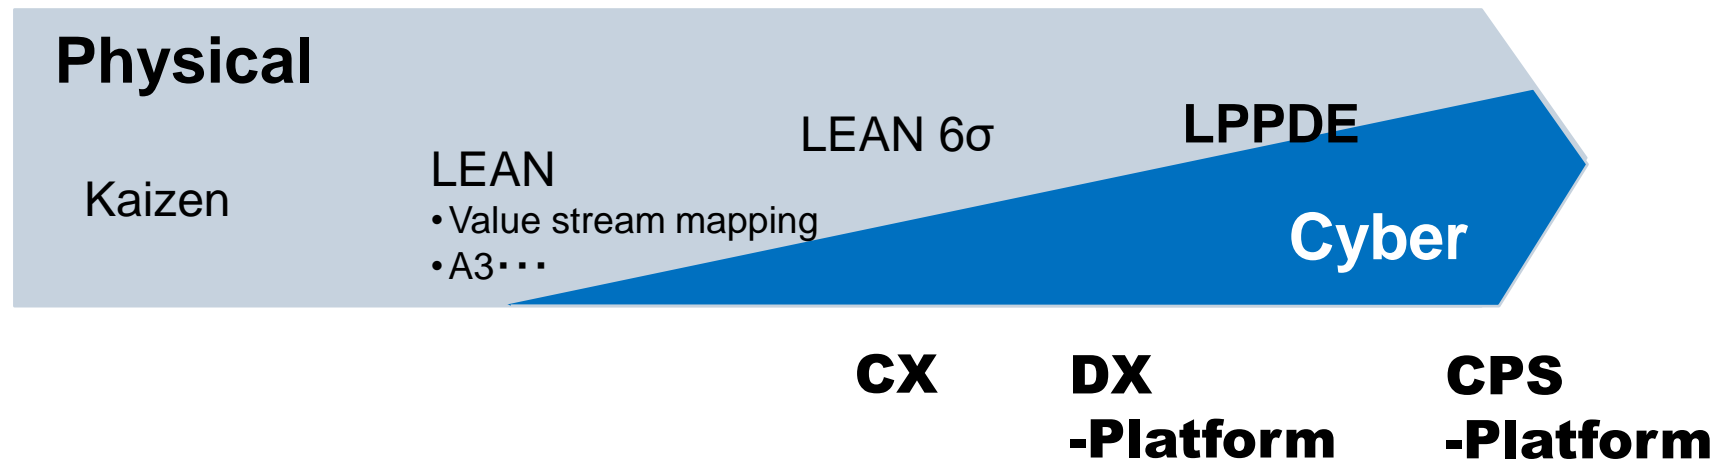 Physical
Kaizen
LEAN
•Value stream mapping
•A3・・・
LEAN 6σ
LPPDE
Cyber
CX
DX
-Platform
CPS
-Platform